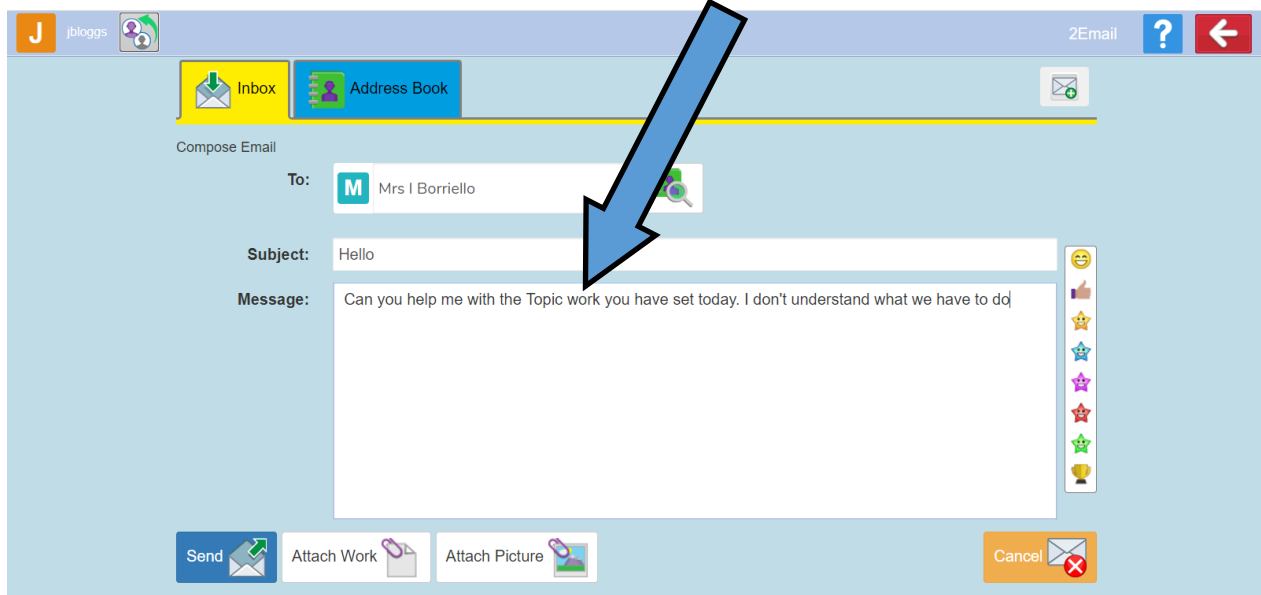 J jbloggs 2Email ?
Inbox Address Book
Compose Email
To: M Mrs I Borriello
Subject: Hello
Message: Can you help me with the Topic work you have set today. I don't understand what we have to do
Send Attach Work Attach Picture Cancel